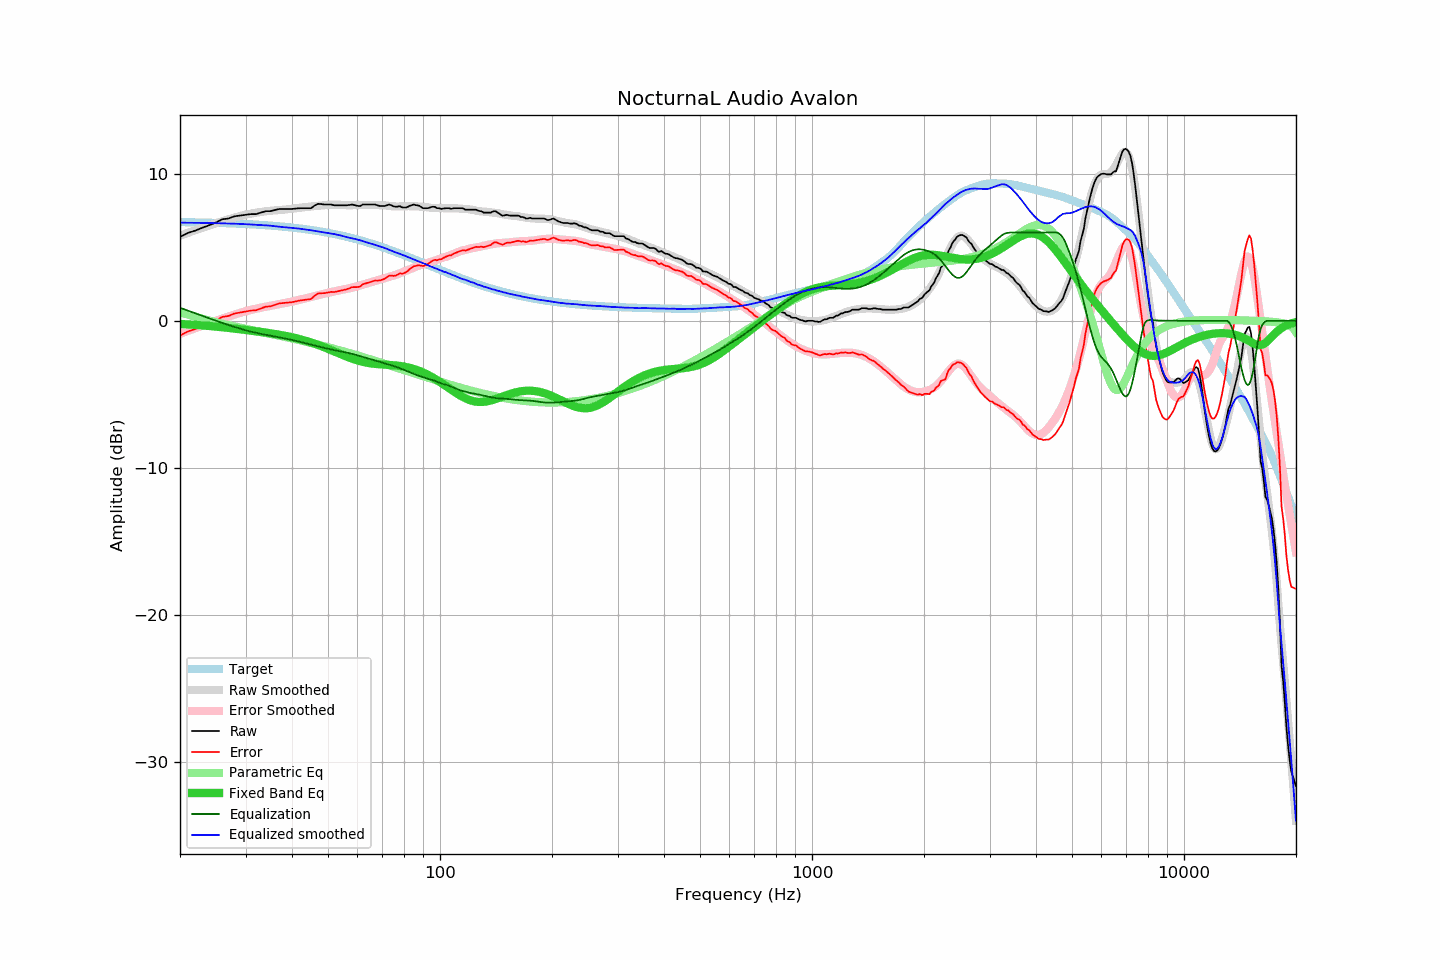 NocturnaL Audio Avalon
10
0
−10
−20
−30
Amplitude (dBr)
Target
Raw Smoothed
Error Smoothed
Raw
Error
Parametric Eq
Fixed Band Eq
Equalization
Equalized smoothed
100
1000
10000
Frequency (Hz)